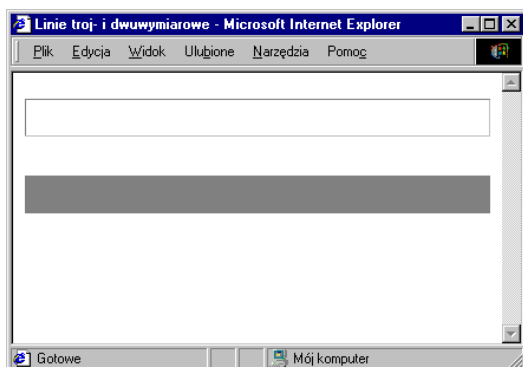 Linie troj- i dwuwymiarowe - Microsoft Internet Explorer
Plik Edycja Widok Ulubione Narzędzia Pomoc
Gotowe Mój komputer